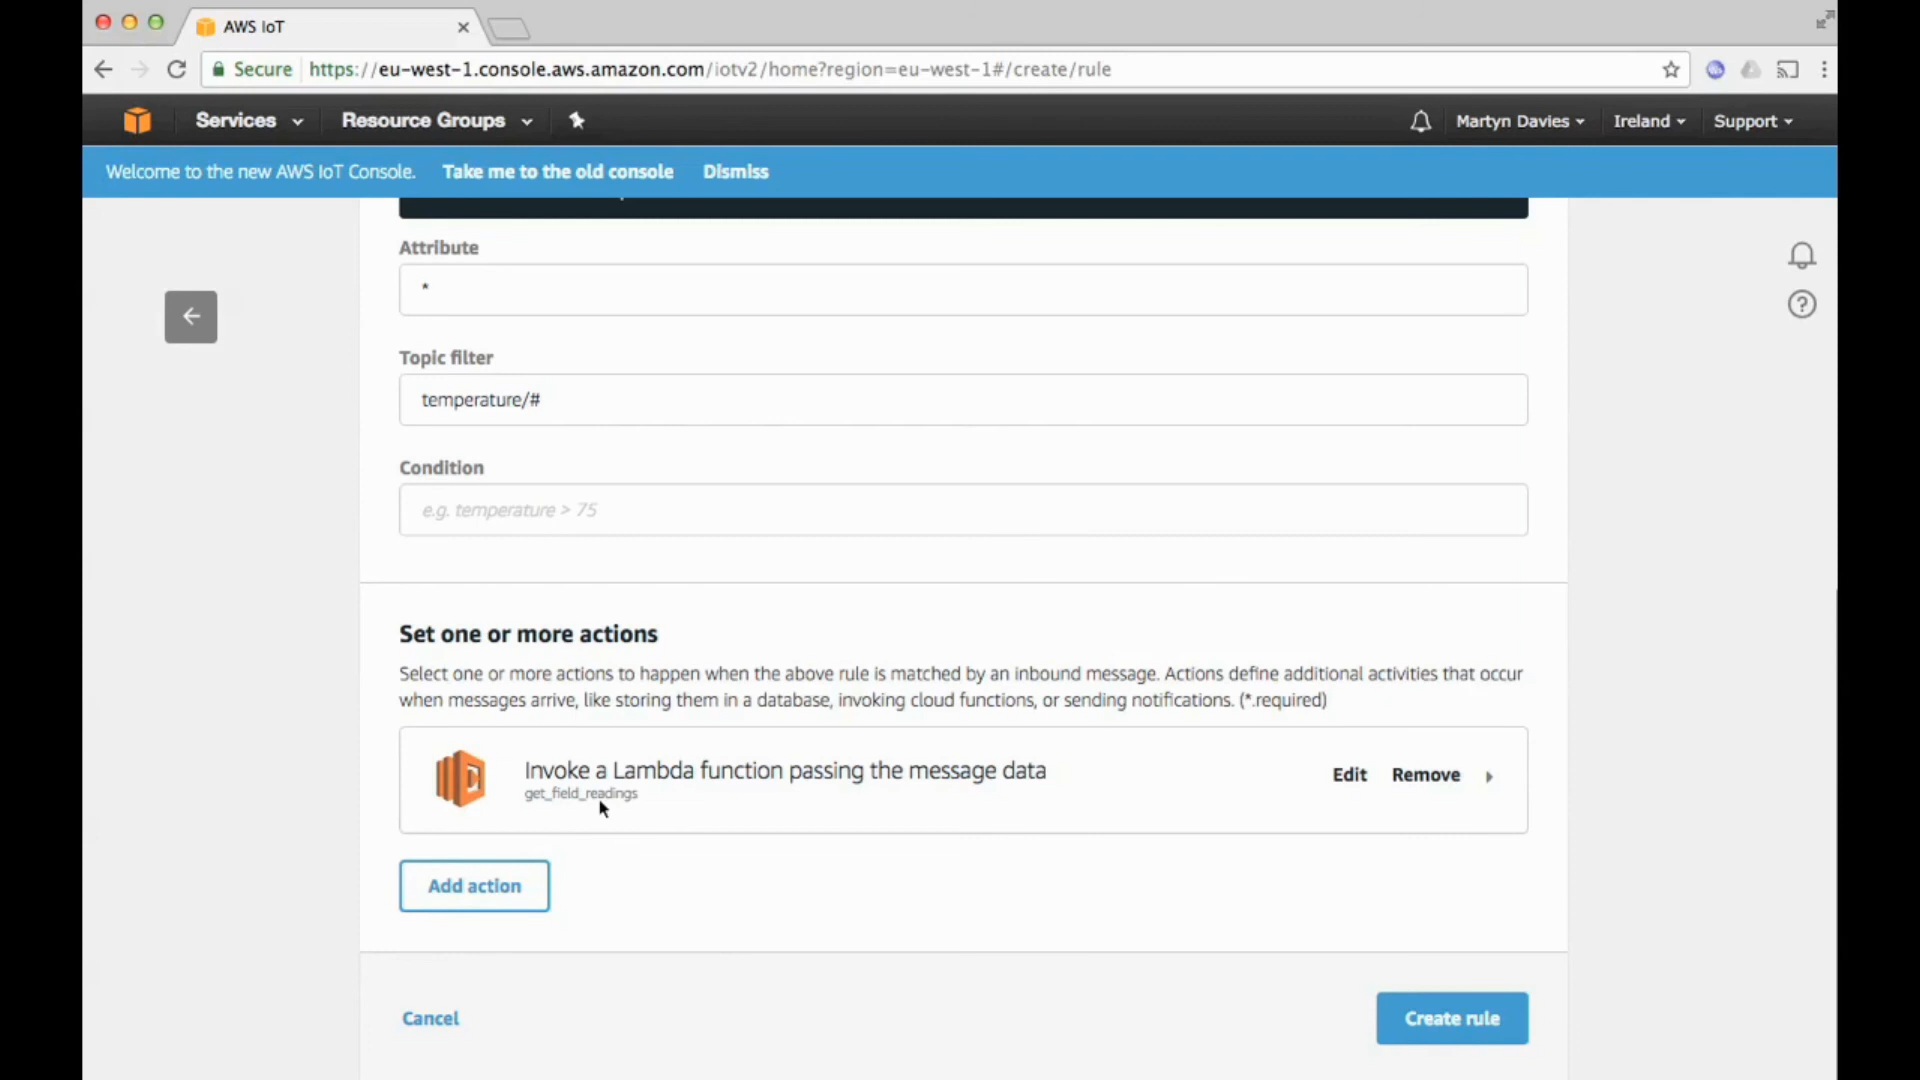 AWS IoT
Secure https://eu-west-1.console.aws.amazon.com/iotv2/home?region=eu-west-1#/create/rule
Services Resource Groups Martyn Davies Ireland Support
Welcome to the new AWS IoT Console. Take me to the old console Dismiss
Attribute
*
Topic filter
temperature/#
Condition
e.g. temperature > 75
Set one or more actions
Select one or more actions to happen when the above rule is matched by an inbound message. Actions define additional activities that occur
when messages arrive, like storing them in a database, invoking cloud functions, or sending notifications. (*.required)
Invoke a Lambda function passing the message data
get_field_readings
Edit Remove
Add action
Cancel Create rule